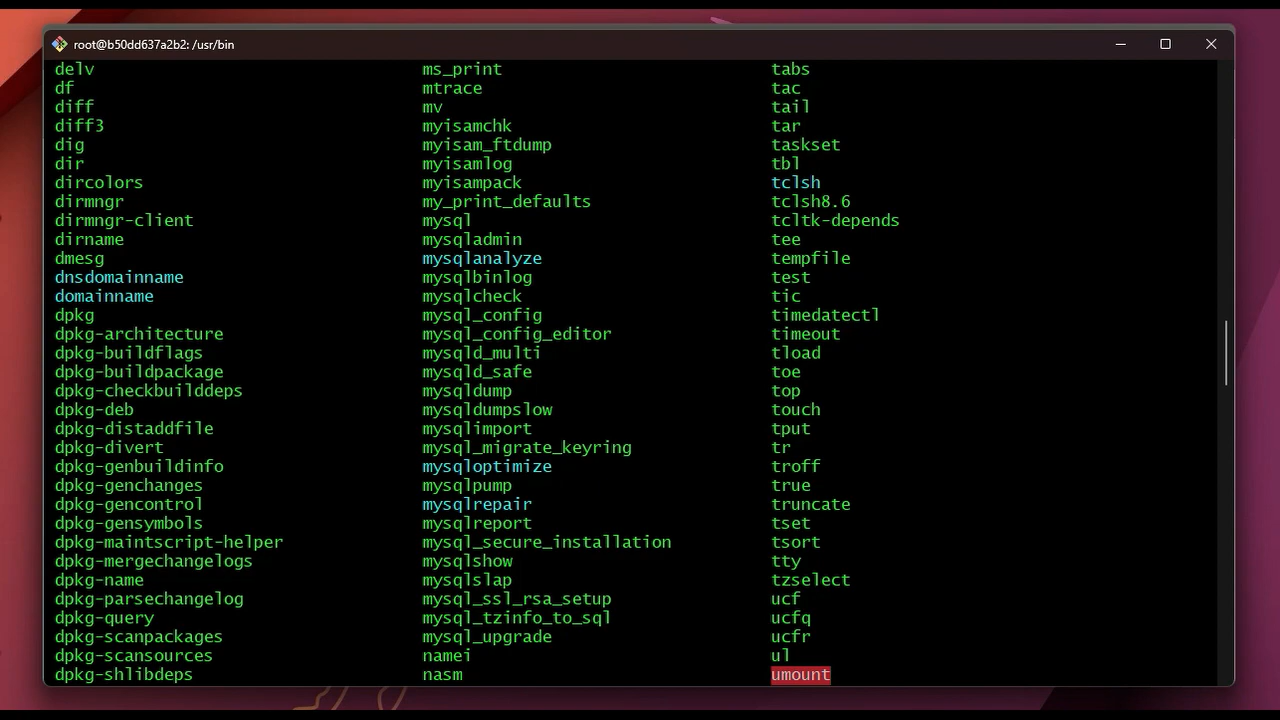 root@b50dd637a2b2: /usr/bin
delv ms_print tabs
df mtrace tac
diff mv tail
diff3 myisamchk tar
dig myisam_ftdump taskset
dir myisamlog tbl
dircolors myisampack tclsh
dirmngr my_print_defaults tclsh8.6
dirmngr-client mysql tcltk-depends
dirname mysqladmin tee
dmesg mysqlanalyze tempfile
dnsdomainname mysqlbinlog test
domainname mysqlcheck tic
dpkg mysql_config timedatectl
dpkg-architecture mysql_config_editor timeout
dpkg-buildflags mysqld_multi tload
dpkg-buildpackage mysqld_safe toe
dpkg-checkbuilddeps mysqldump top
dpkg-deb mysqldumpslow touch
dpkg-distaddfile mysqlimport tput
dpkg-divert mysql_migrate_keyring tr
dpkg-genbuildinfo mysqloptimize troff
dpkg-genchanges mysqlpump true
dpkg-gencontrol mysqlrepair truncate
dpkg-gensymbols mysqlreport tset
dpkg-maintscript-helper mysql_secure_installation tsort
dpkg-mergechangelogs mysqlshow tty
dpkg-name mysqlslap tzselect
dpkg-parsechangelog mysql_ssl_rsa_setup ucf
dpkg-query mysql_tzinfo_to_sql ucfq
dpkg-scanpackages mysql_upgrade ucfr
dpkg-scansources namei ul
dpkg-shlibdeps nasm umount